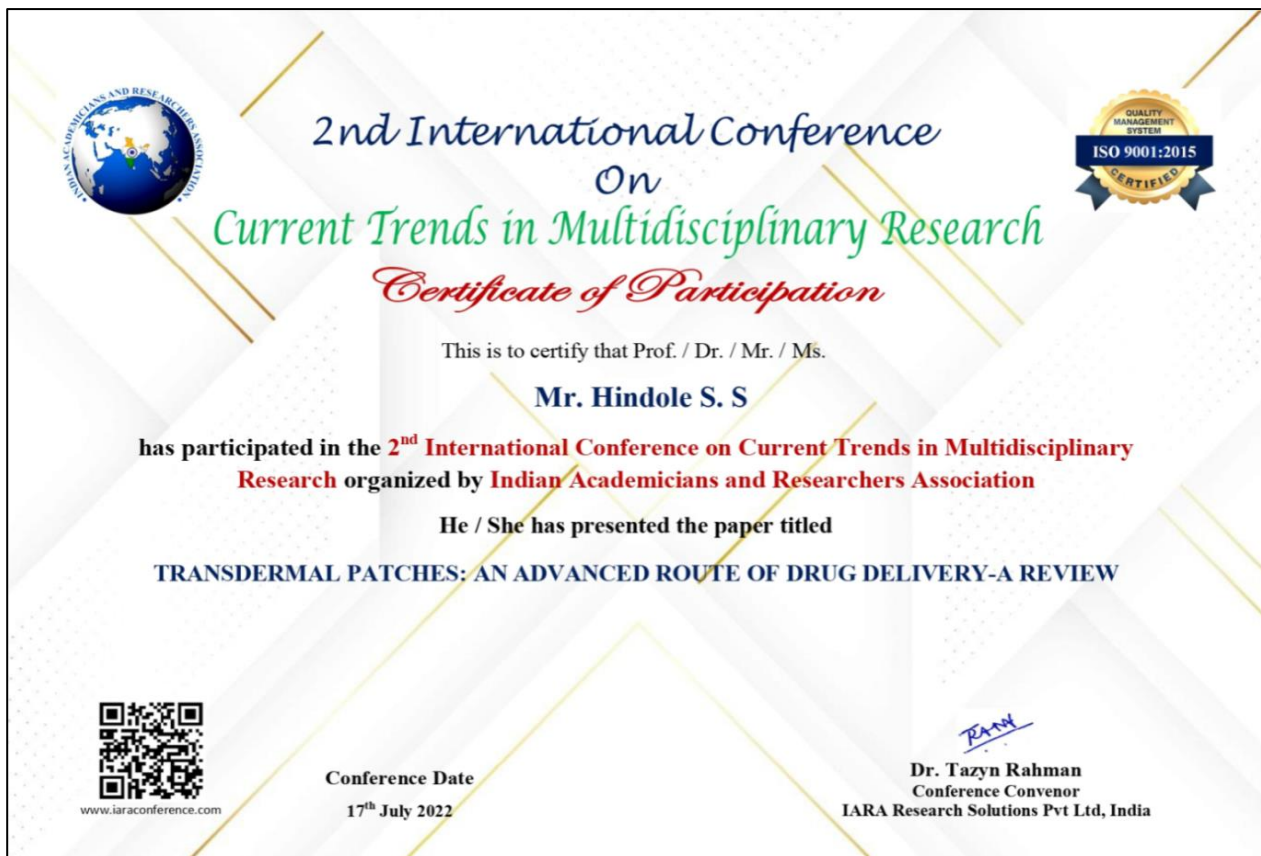 INDIAN ACADEMICIANS AND RESEARCHERS ASSOCIATION
QUALITY
MANAGEMENT
SYSTEM
ISO 9001:2015
CERTIFIED
2nd International Conference
On
Current Trends in Multidisciplinary Research
Certificate of Participation
This is to certify that Prof. / Dr. / Mr. / Ms.
Mr. Hindole S. S
has participated in the 2nd International Conference on Current Trends in Multidisciplinary
Research organized by Indian Academicians and Researchers Association
He / She has presented the paper titled
TRANSDERMAL PATCHES: AN ADVANCED ROUTE OF DRUG DELIVERY-A REVIEW
www.iaraconference.com
Conference Date
17th July 2022
Dr. Tazyn Rahman
Conference Convenor
IARA Research Solutions Pvt Ltd, India